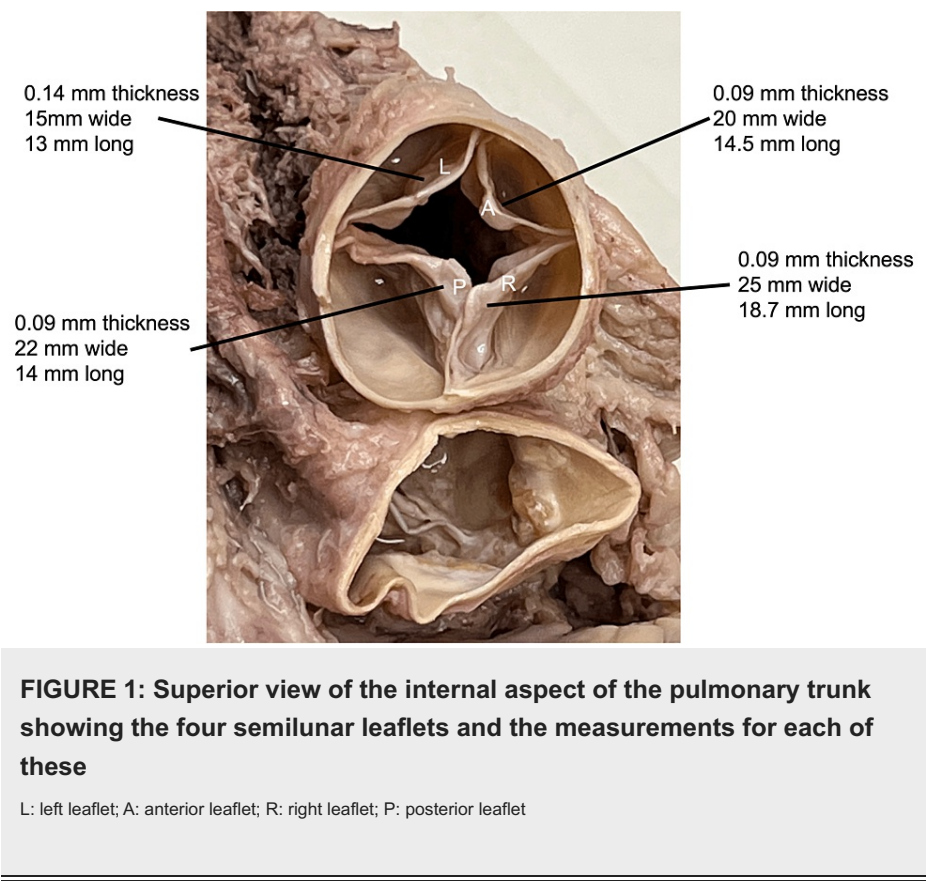 0.14 mm thickness
15mm wide
13 mm long
0.09 mm thickness
20 mm wide
14.5 mm long
L
A
P
R
0.09 mm thickness
25 mm wide
18.7 mm long
0.09 mm thickness
22 mm wide
14 mm long
FIGURE 1: Superior view of the internal aspect of the pulmonary trunk
showing the four semilunar leaflets and the measurements for each of
these
L: left leaflet; A: anterior leaflet; R: right leaflet; P: posterior leaflet